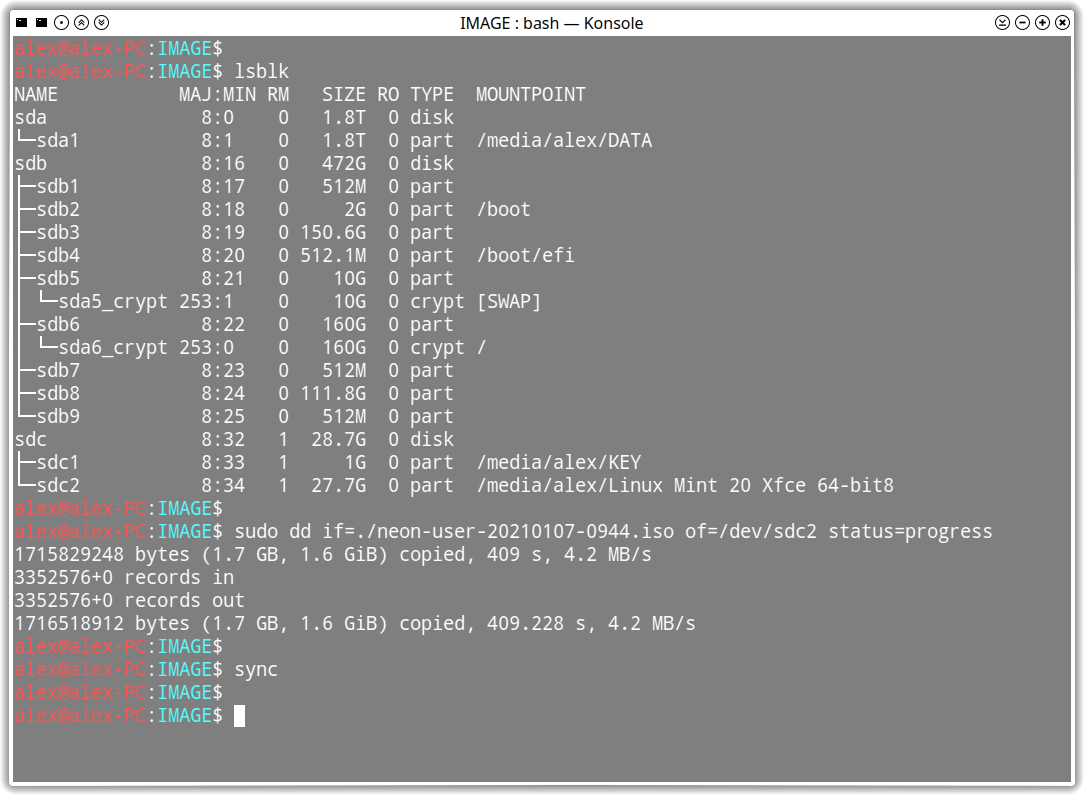 IMAGE : bash — Konsole
alex@alex-PC:IMAGE$
alex@alex-PC:IMAGE$ lsblk
NAME           MAJ:MIN RM   SIZE RO TYPE  MOUNTPOINT
sda              8:0    0   1.8T  0 disk
└─sda1           8:1    0   1.8T  0 part  /media/alex/DATA
sdb              8:16   0   472G  0 disk
├─sdb1           8:17   0   512M  0 part
├─sdb2           8:18   0     2G  0 part  /boot
├─sdb3           8:19   0 150.6G  0 part
├─sdb4           8:20   0 512.1M  0 part  /boot/efi
├─sdb5           8:21   0    10G  0 part
│ └─sda5_crypt 253:1    0    10G  0 crypt [SWAP]
├─sdb6           8:22   0   160G  0 part
│ └─sda6_crypt 253:0    0   160G  0 crypt /
├─sdb7           8:23   0   512M  0 part
├─sdb8           8:24   0 111.8G  0 part
└─sdb9           8:25   0   512M  0 part
sdc              8:32   1  28.7G  0 disk
├─sdc1           8:33   1     1G  0 part  /media/alex/KEY
└─sdc2           8:34   1  27.7G  0 part  /media/alex/Linux Mint 20 Xfce 64-bit8
alex@alex-PC:IMAGE$
alex@alex-PC:IMAGE$ sudo dd if=./neon-user-20210107-0944.iso of=/dev/sdc2 status=progress
1715829248 bytes (1.7 GB, 1.6 GiB) copied, 409 s, 4.2 MB/s
3352576+0 records in
3352576+0 records out
1716518912 bytes (1.7 GB, 1.6 GiB) copied, 409.228 s, 4.2 MB/s
alex@alex-PC:IMAGE$
alex@alex-PC:IMAGE$ sync
alex@alex-PC:IMAGE$
alex@alex-PC:IMAGE$